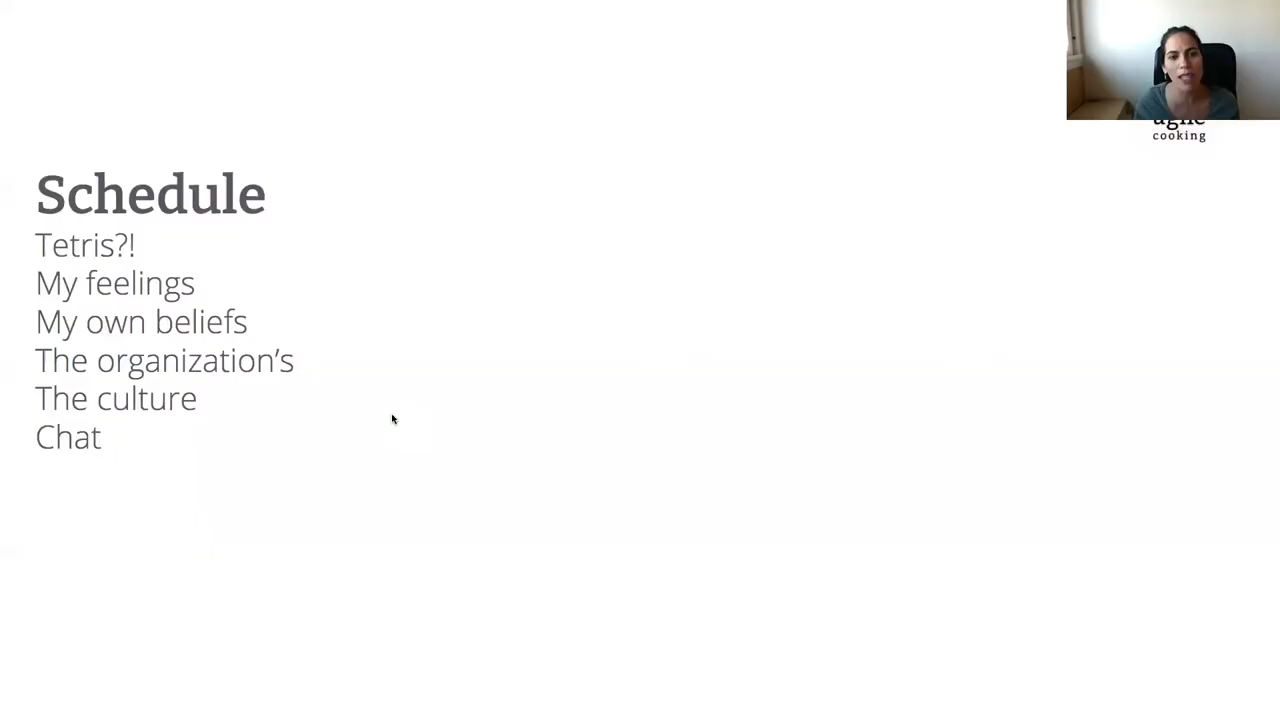 cooking
Schedule
Tetris?!
My feelings
My own beliefs
The organization's
The culture
Chat